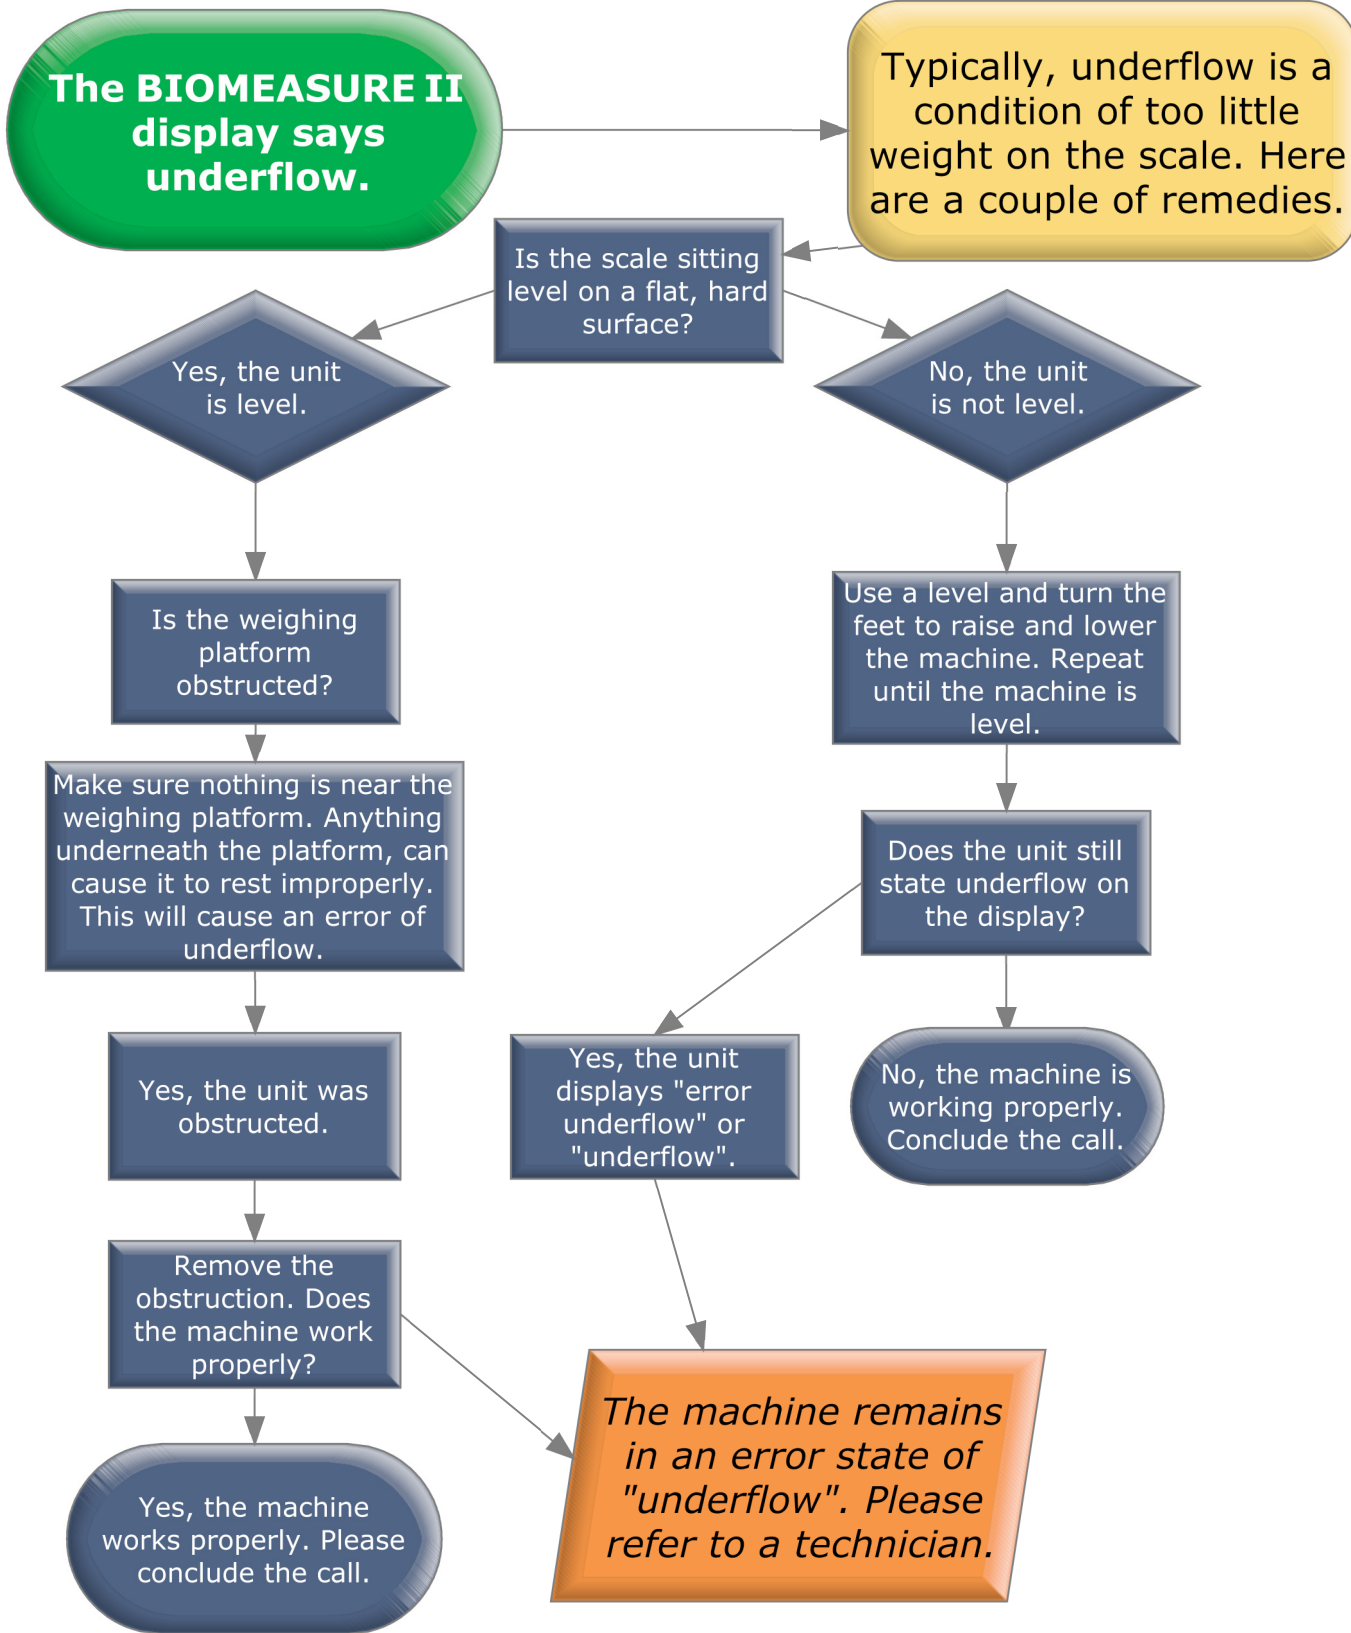 The BIOMEASURE II
display says
underflow.
Typically, underflow is a
condition of too little
weight on the scale. Here
are a couple of remedies.
Is the scale sitting
level on a flat, hard
surface?
Yes, the unit
is level.
No, the unit
is not level.
Is the weighing
platform
obstructed?
Use a level and turn the
feet to raise and lower
the machine. Repeat
until the machine is
level.
Make sure nothing is near the
weighing platform. Anything
underneath the platform, can
cause it to rest improperly.
This will cause an error of
underflow.
Does the unit still
state underflow on
the display?
Yes, the unit was
obstructed.
Yes, the unit
displays "error
underflow" or
"underflow".
No, the machine is
working properly.
Conclude the call.
Remove the
obstruction. Does
the machine work
properly?
The machine remains
in an error state of
"underflow". Please
refer to a technician.
Yes, the machine
works properly. Please
conclude the call.